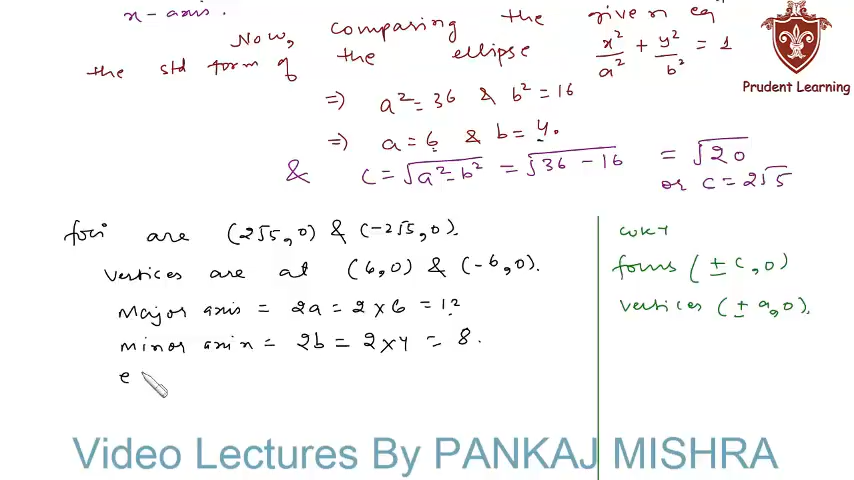 x-axis.
Now, comparing the given eqⁿ
the std form of the ellipse x²/a² + y²/b² = 1
Prudent Learning
=) a² = 36 & b² = 16
=) a = 6 & b = 4.
& c = √a² - b² = √36 - 16 = √20
or c = 2√5
foci are (2√5, 0) & (-2√5, 0).
vertices are at (6, 0) & (-6, 0).
Major axis = 2a = 2 × 6 = 12
minor axis = 2b = 2 × 4 = 8.
e
WKT
focus (± c, 0)
vertices (± a, 0).
Video Lectures By PANKAJ MISHRA